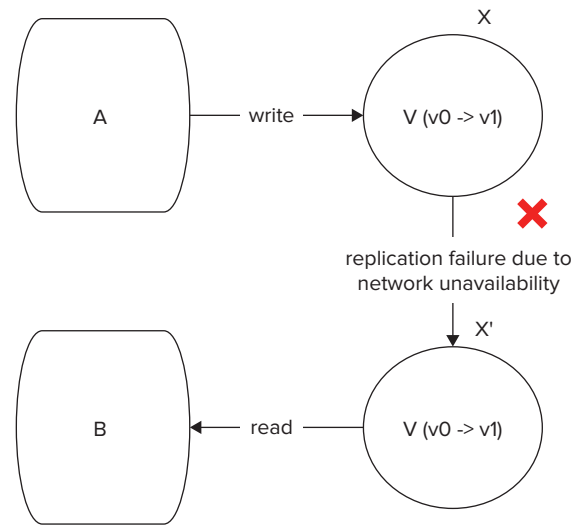 X
A
write
V (v0 -> v1)
replication failure due to
network unavailability
X'
B
read
V (v0 -> v1)